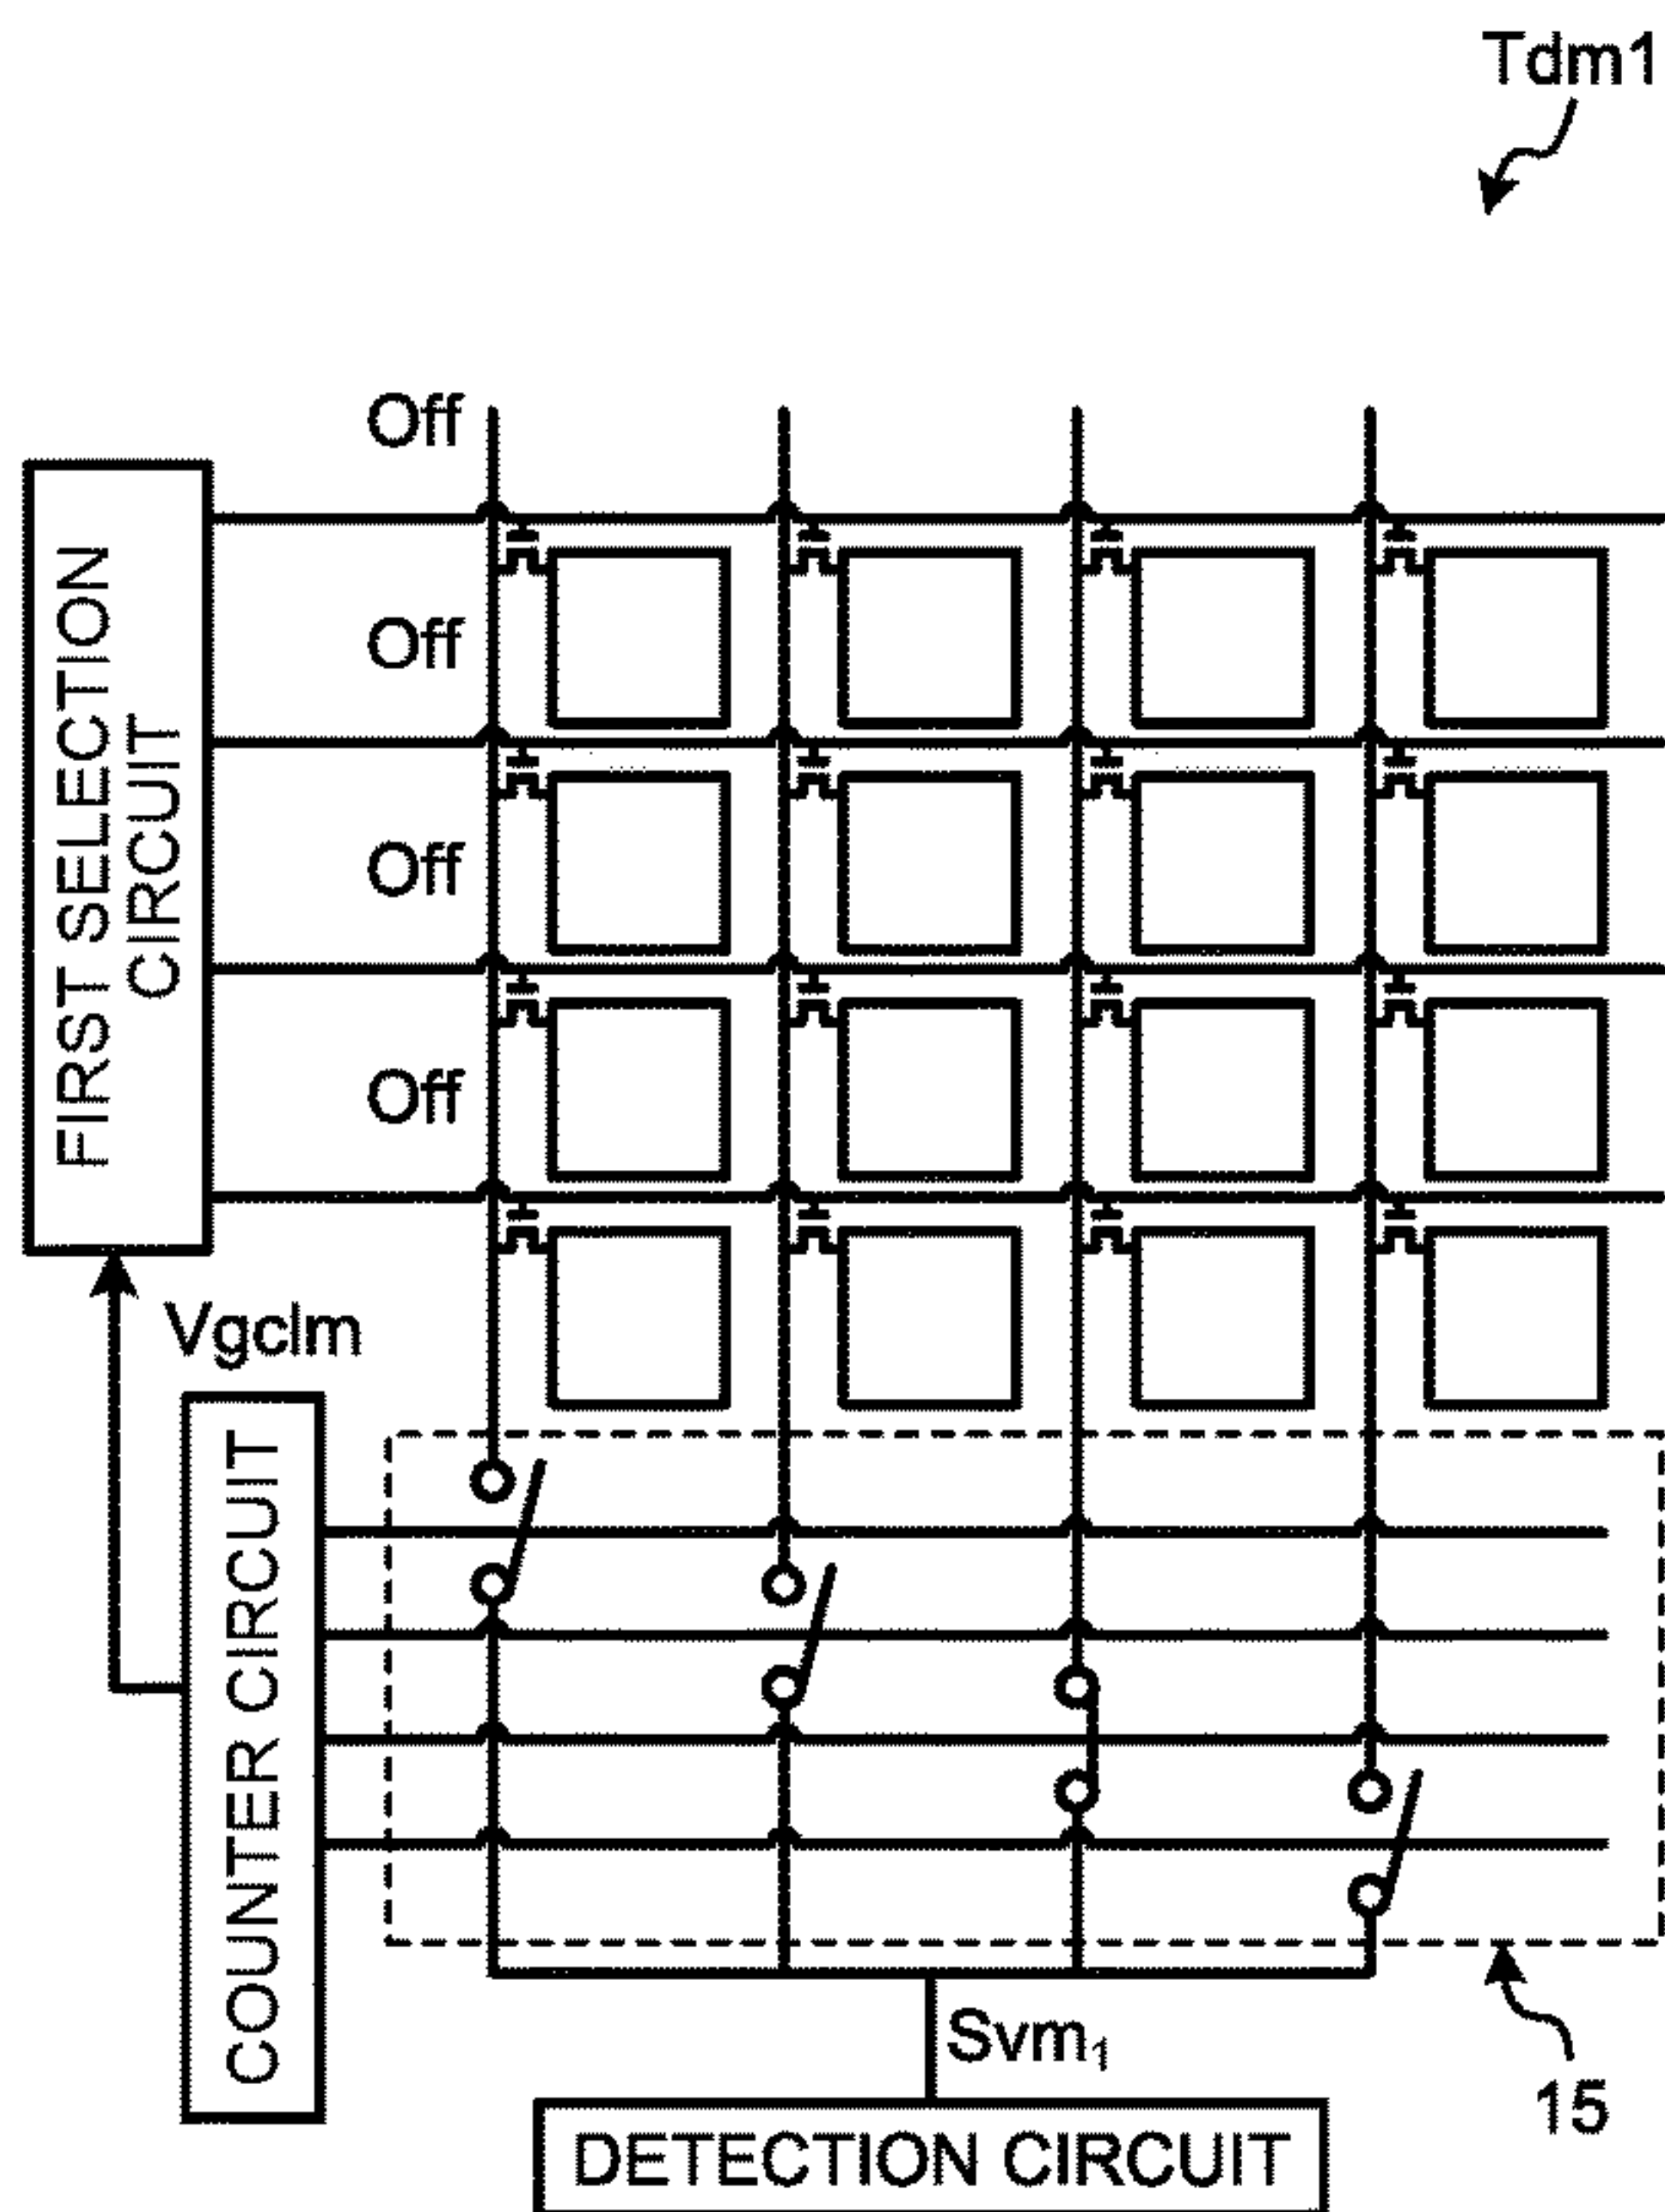 Tdm1
Off
Off
Off
Off
FIRST SELECTION
CIRCUIT
Vgclm
COUNTER CIRCUIT
Svm₁
15
DETECTION CIRCUIT